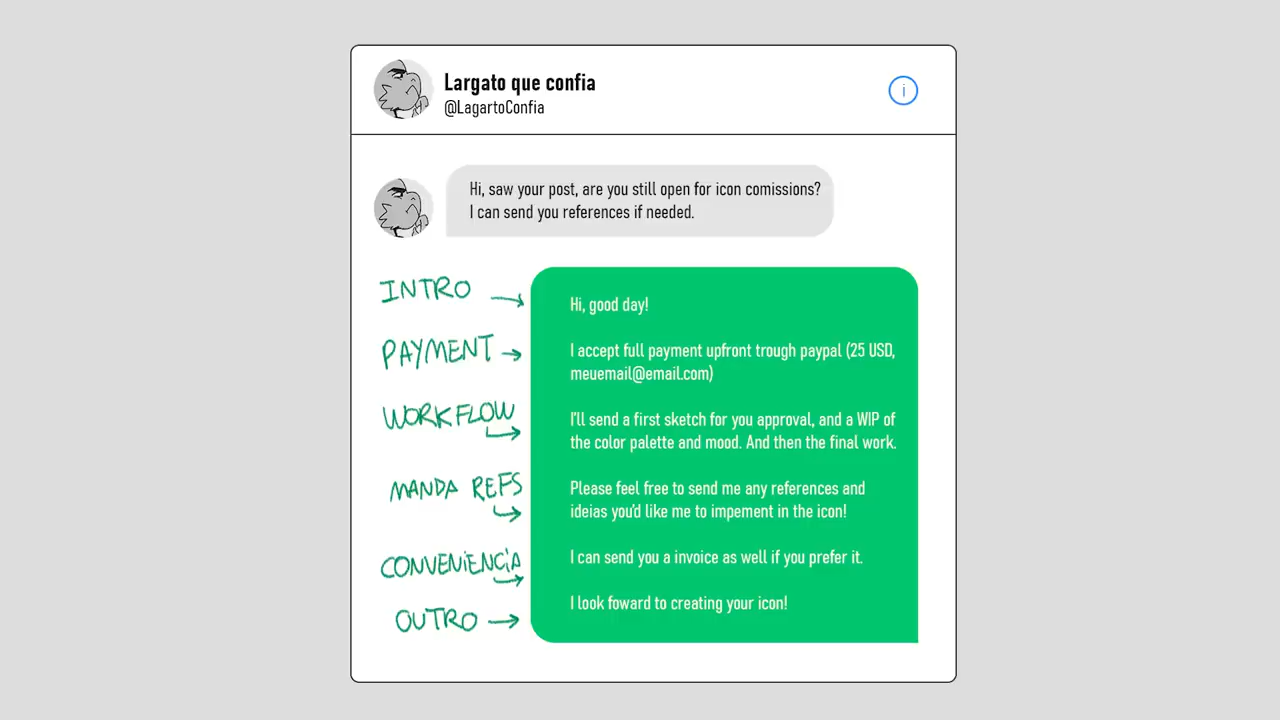 Largato que confia
@LagartoConfia
i
Hi, saw your post, are you still open for icon comissions?
I can send you references if needed.
INTRO
Hi, good day!
PAYMENT
I accept full payment upfront trough paypal (25 USD,
meuemail@email.com)
WORKFLOW
I'll send a first sketch for you approval, and a WIP of
the color palette and mood. And then the final work.
MANDA REFS
Please feel free to send me any references and
ideias you'd like me to impement in the icon!
CONVENIENCIA
I can send you a invoice as well if you prefer it.
OUTRO
I look foward to creating your icon!